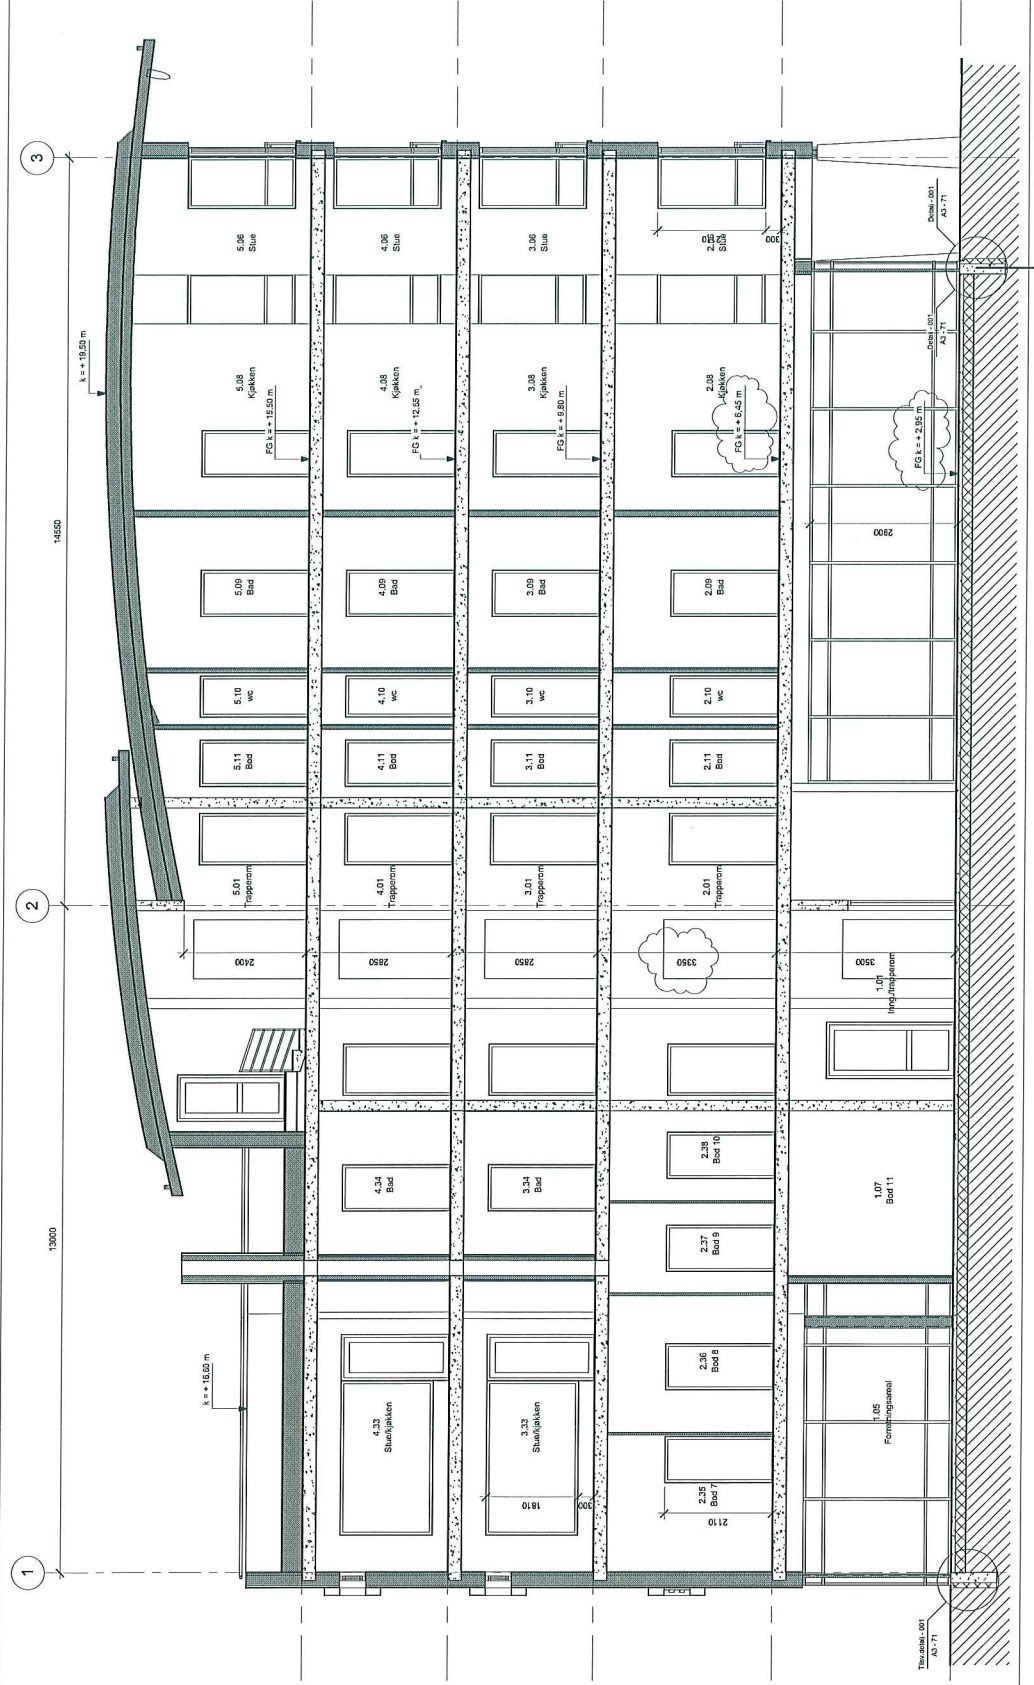 1
2
3
13000
14550
k = + 16,60 m
k = + 19,50 m
2400
5.01
Trapperom
5.11
Bod
5.10
wc
5.09
Bad
5.08
Kjøkken
FG k = + 15,50 m
5.06
Stue
4.33
Stue/kjøkken
4.34
Bad
2850
4.01
Trapperom
4.11
Bod
4.10
wc
4.09
Bad
4.08
Kjøkken
FG k = + 12,65 m
4.06
Stue
1810
300
3.33
Stue/kjøkken
3.34
Bad
2850
3.01
Trapperom
3.11
Bod
3.10
wc
3.09
Bad
3.08
Kjøkken
FG k = + 9,80 m
3.06
Stue
2110
2.35
Bod 7
2.36
Bod 8
2.37
Bod 9
2.38
Bod 10
3350
2.01
Trapperom
2.11
Bod
2.10
wc
2.09
Bad
2.08
Kjøkken
FG k = + 6,45 m
Stue
300
1.05
Forretningsareal
1.07
Bod 11
1.01
Inng./trapperom
3500
2900
FG k = + 2,95 m
Detalj - 001
A3 - 71
Detalj - 001
A3 - 71
Tilsv.detalj - 001
A3 - 71